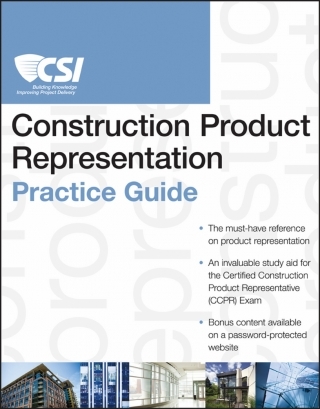 CSI
Building Knowledge
Improving Project Delivery
Construction Product
Representation
Practice Guide
• The must-have reference
on product representation
• An invaluable study aid for
the Certified Construction
Product Representative
(CCPR) Exam
• Bonus content available
on a password-protected
website